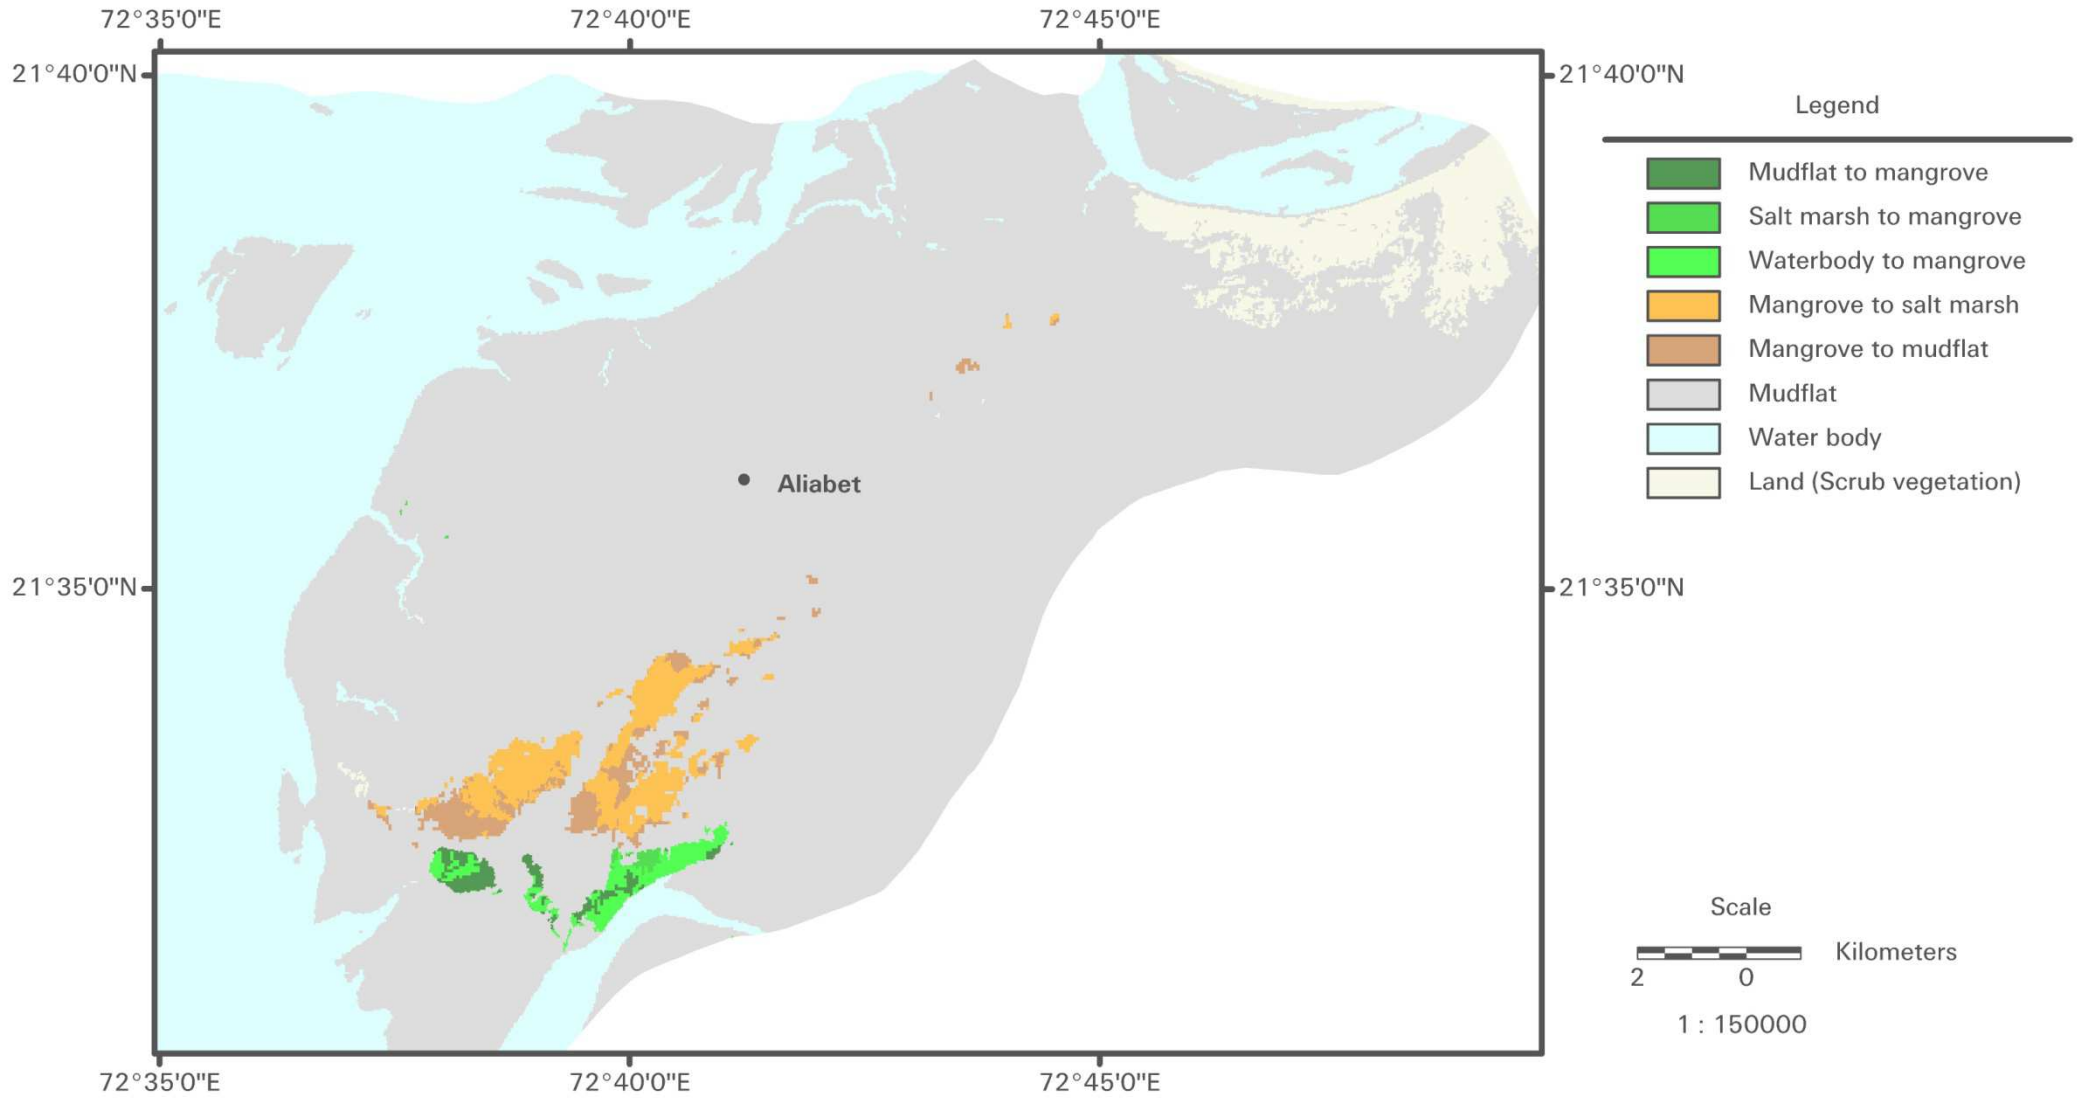 72°35'0"E 72°40'0"E 72°45'0"E
21°40'0"N 21°40'0"N
Legend
Mudflat to mangrove
Salt marsh to mangrove
Waterbody to mangrove
Mangrove to salt marsh
Mangrove to mudflat
Mudflat
Water body
Land (Scrub vegetation)
Aliabet
21°35'0"N 21°35'0"N
Scale
Kilometers
2 0
1 : 150000
72°35'0"E 72°40'0"E 72°45'0"E